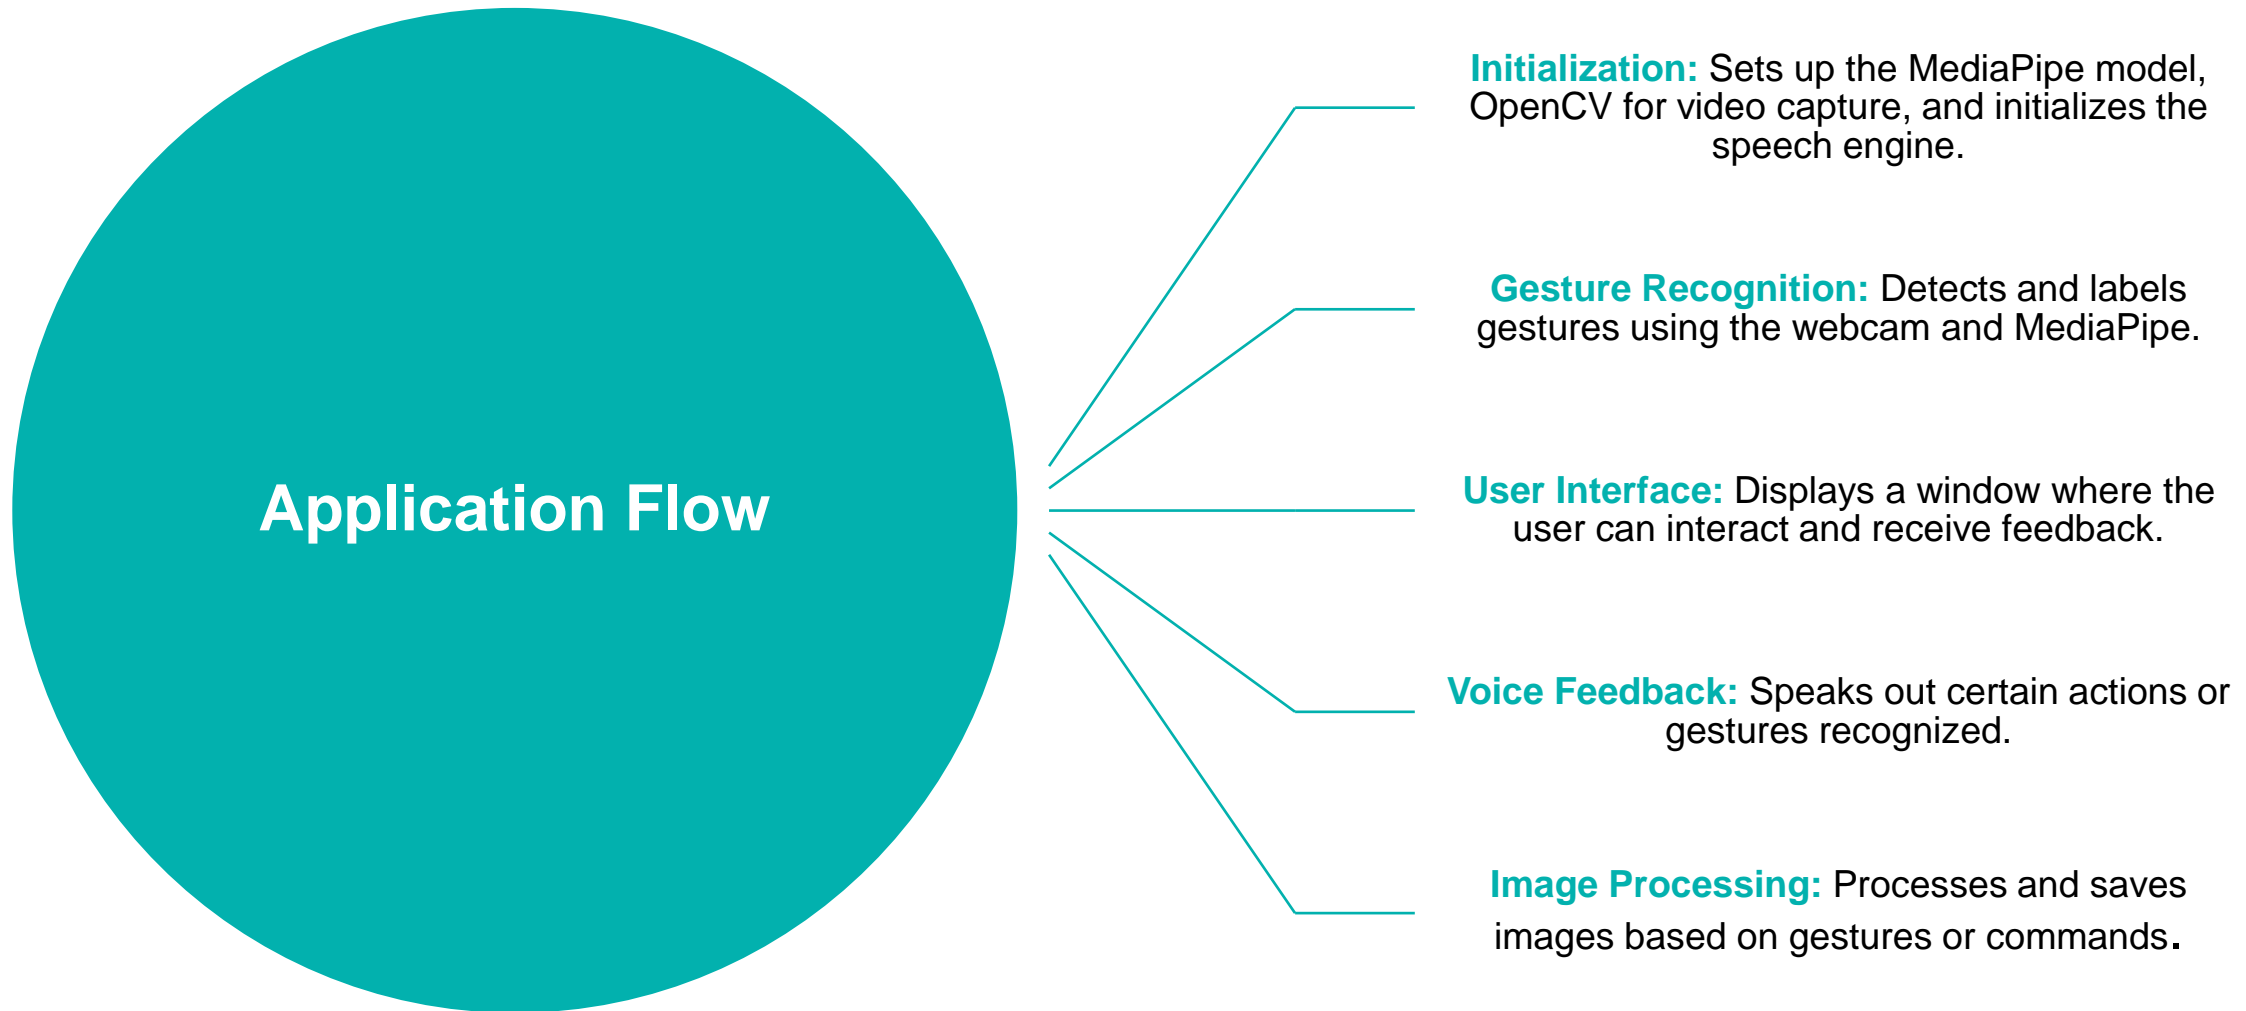 Application Flow
Initialization: Sets up the MediaPipe model,
OpenCV for video capture, and initializes the
speech engine.
Gesture Recognition: Detects and labels
gestures using the webcam and MediaPipe.
User Interface: Displays a window where the
user can interact and receive feedback.
Voice Feedback: Speaks out certain actions or
gestures recognized.
Image Processing: Processes and saves
images based on gestures or commands.